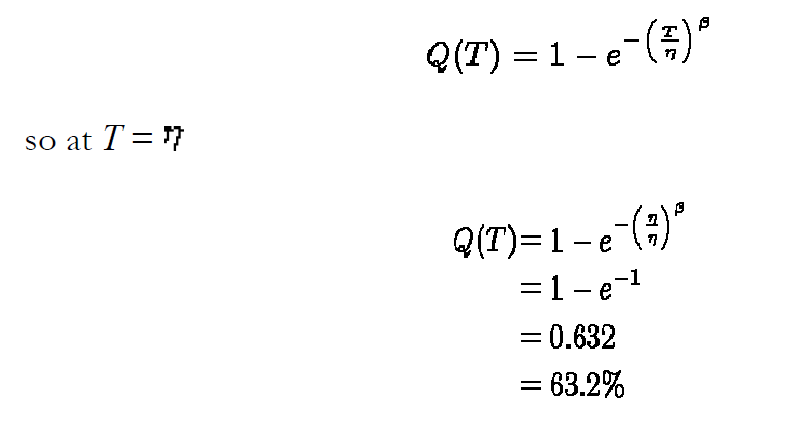 Q(T) = 1 − e^{−(T/η)^β}
so at T = η
Q(T)= 1 − e^{−(η/η)^β}
= 1 − e^{−1}
= 0.632
= 63.2%